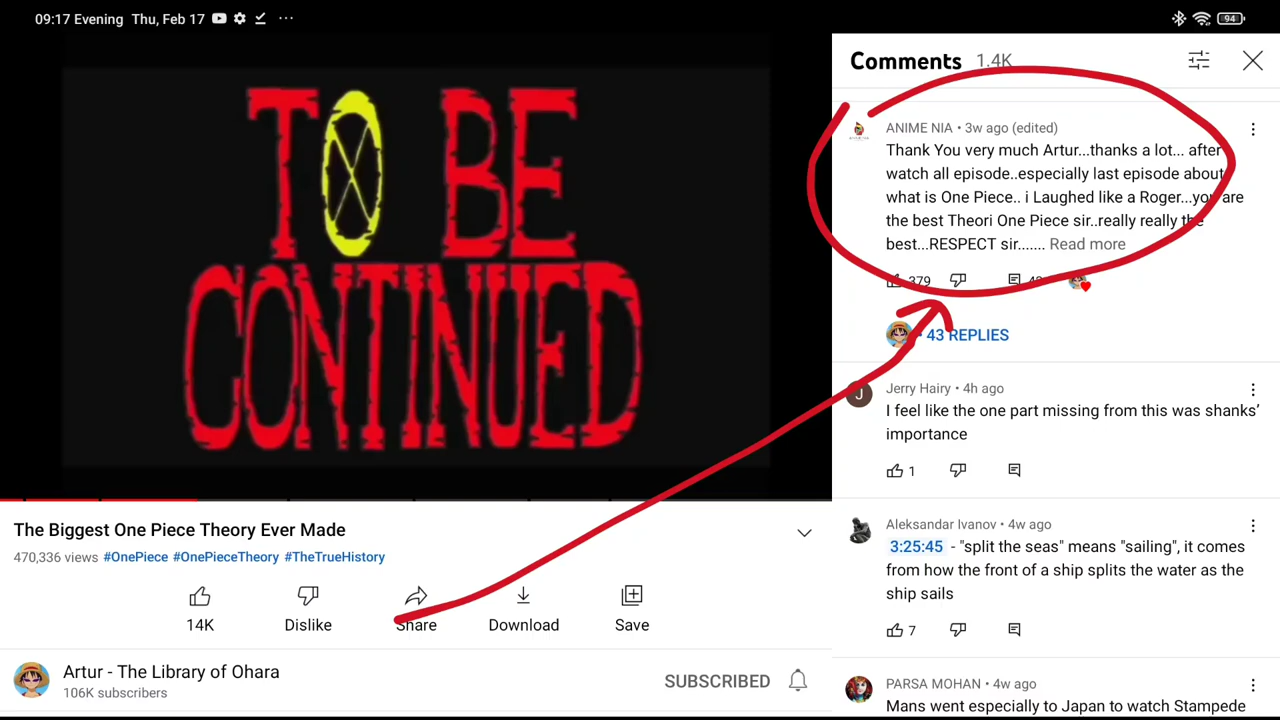 09:17 Evening Thu, Feb 17
94
TO BE
CONTINUED
The Biggest One Piece Theory Ever Made
470,336 views #OnePiece #OnePieceTheory #TheTrueHistory
14K
Dislike
Share
Download
Save
Artur - The Library of Ohara
106K subscribers
SUBSCRIBED
Comments 1.4K
ANIME NIA • 3w ago (edited)
Thank You very much Artur...thanks a lot... after
watch all episode..especially last episode about
what is One Piece.. i Laughed like a Roger...you are
the best Theori One Piece sir..really really the
best...RESPECT sir....... Read more
379
43 REPLIES
J
Jerry Hairy • 4h ago
I feel like the one part missing from this was shanks’
importance
1
Aleksandar Ivanov • 4w ago
3:25:45 - "split the seas" means "sailing", it comes
from how the front of a ship splits the water as the
ship sails
7
PARSA MOHAN • 4w ago
Mans went especially to Japan to watch Stampede